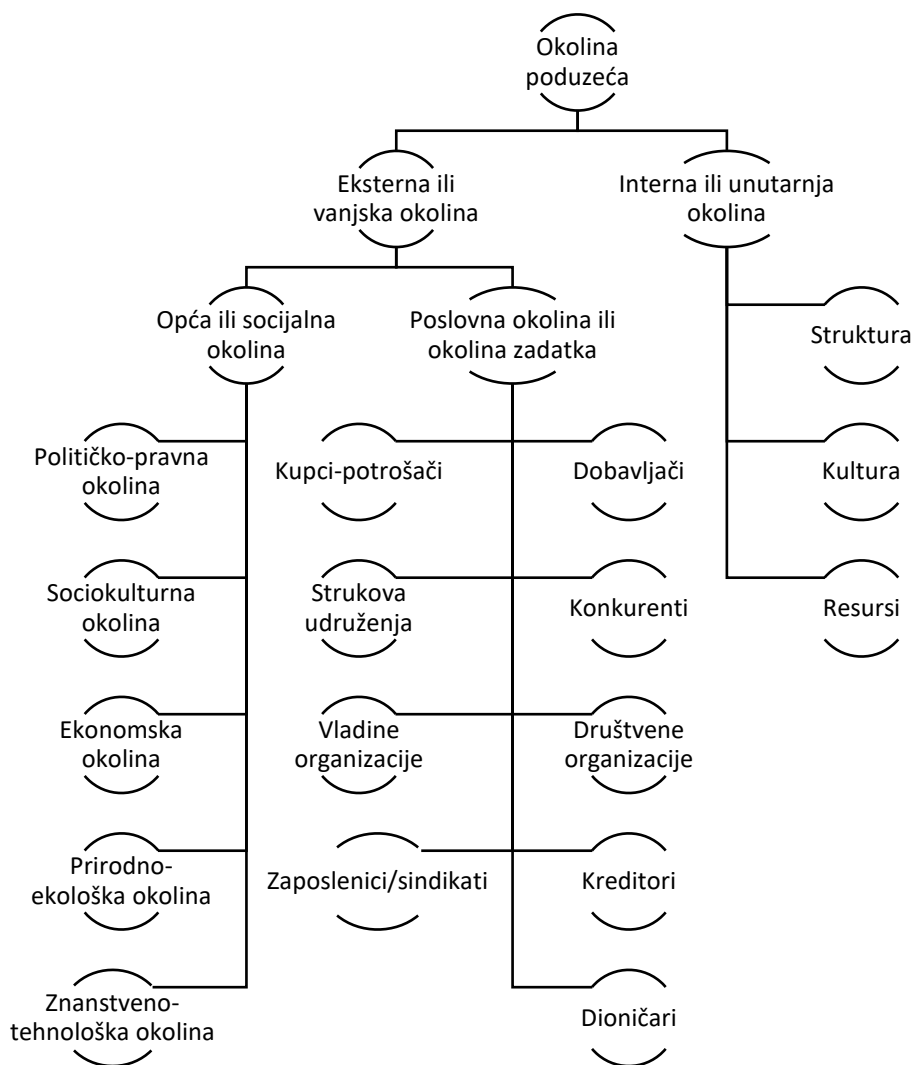 Okolina
poduzeća
Eksterna ili
vanjska okolina
Interna ili unutarnja
okolina
Opća ili socijalna
okolina
Poslovna okolina ili
okolina zadatka
Struktura
Političko-pravna
okolina
Kupci-potrošači
Dobavljači
Kultura
Sociokulturna
okolina
Strukova
udruženja
Konkurenti
Resursi
Ekonomska
okolina
Vladine
organizacije
Društvene
organizacije
Prirodno-
ekološka okolina
Zaposlenici/sindikati
Kreditori
Znanstveno-
tehnološka okolina
Dioničari